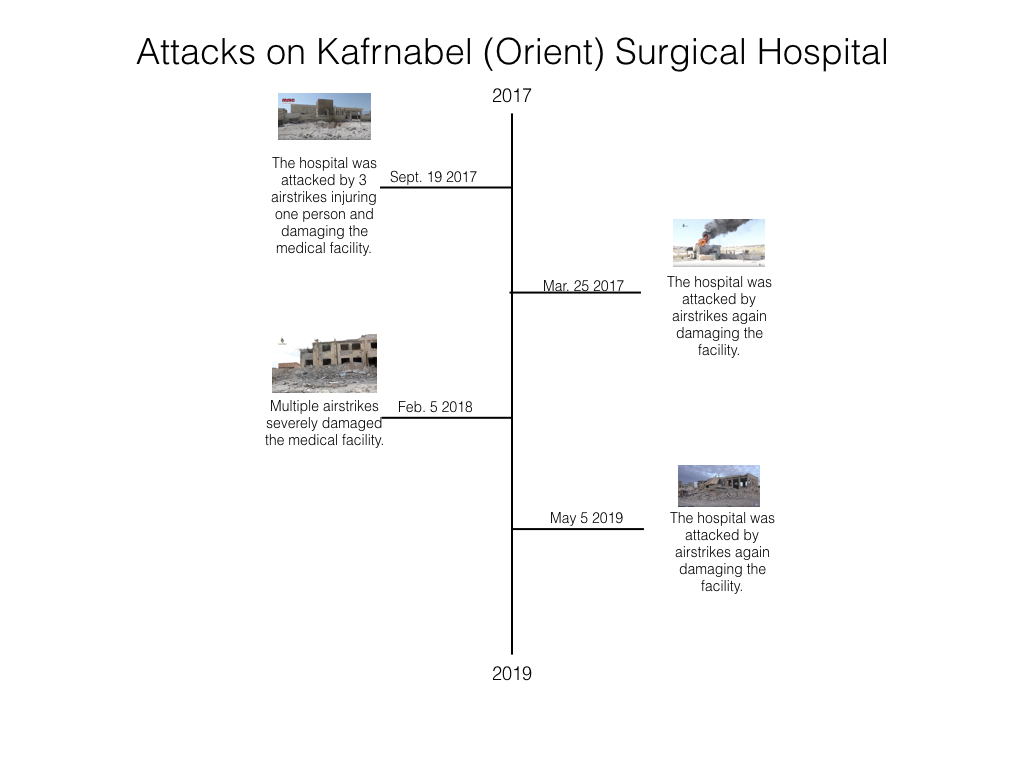 Attacks on Kafrnabel (Orient) Surgical Hospital
2017
The hospital was
attacked by 3
airstrikes injuring
one person and
damaging the
medical facility.
Sept. 19 2017
Mar. 25 2017
The hospital was
attacked by
airstrikes again
damaging the
facility.
Multiple airstrikes
severely damaged
the medical facility.
Feb. 5 2018
May 5 2019
The hospital was
attacked by
airstrikes again
damaging the
facility.
2019